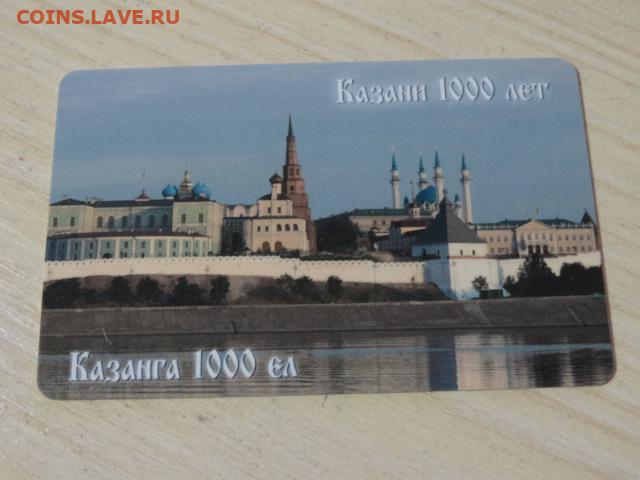 COINS.LAVE.RU
Казани 1000 лет
Казанга 1000 ел